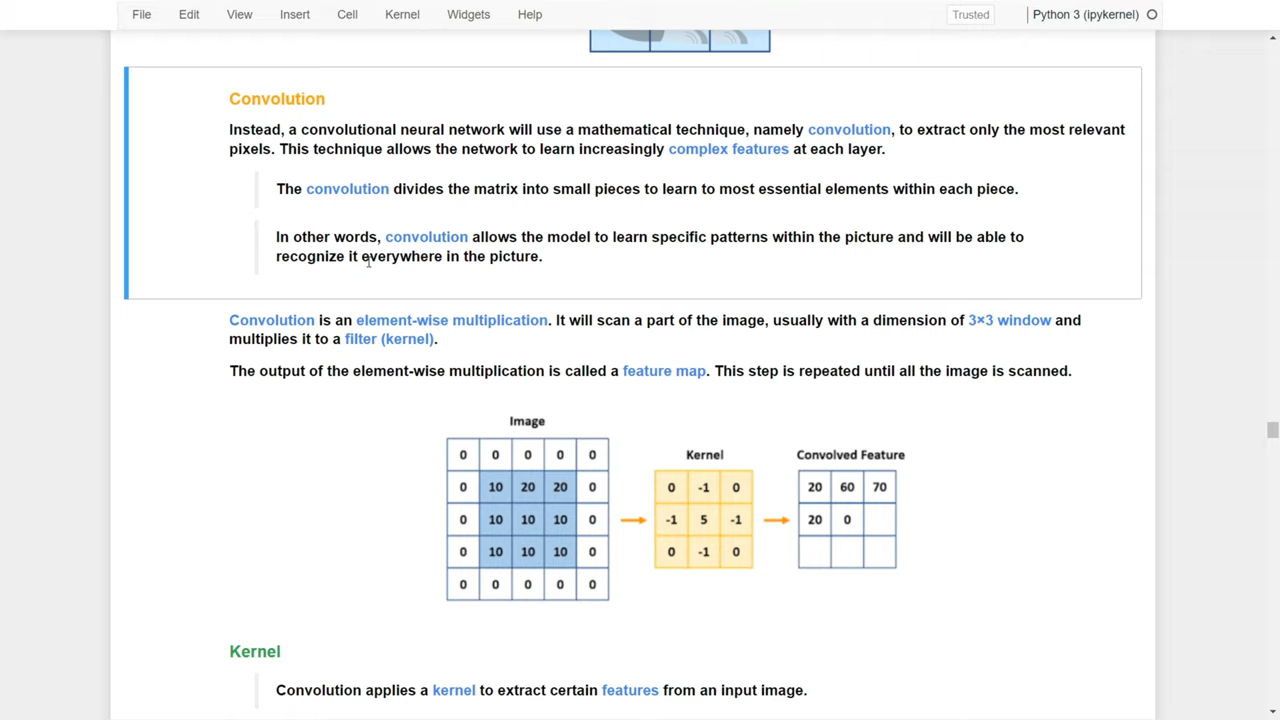 File Edit View Insert Cell Kernel Widgets Help Trusted Python 3 (ipykernel)
Convolution
Instead, a convolutional neural network will use a mathematical technique, namely convolution, to extract only the most relevant
pixels. This technique allows the network to learn increasingly complex features at each layer.
The convolution divides the matrix into small pieces to learn to most essential elements within each piece.
In other words, convolution allows the model to learn specific patterns within the picture and will be able to
recognize it everywhere in the picture.
Convolution is an element-wise multiplication. It will scan a part of the image, usually with a dimension of 3×3 window and
multiplies it to a filter (kernel).
The output of the element-wise multiplication is called a feature map. This step is repeated until all the image is scanned.
Image
0 0 0 0 0
0 10 20 20 0
0 10 10 10 0
0 10 10 10 0
0 0 0 0 0
Kernel
0 -1 0
-1 5 -1
0 -1 0
Convolved Feature
20 60 70
20 0
Kernel
Convolution applies a kernel to extract certain features from an input image.